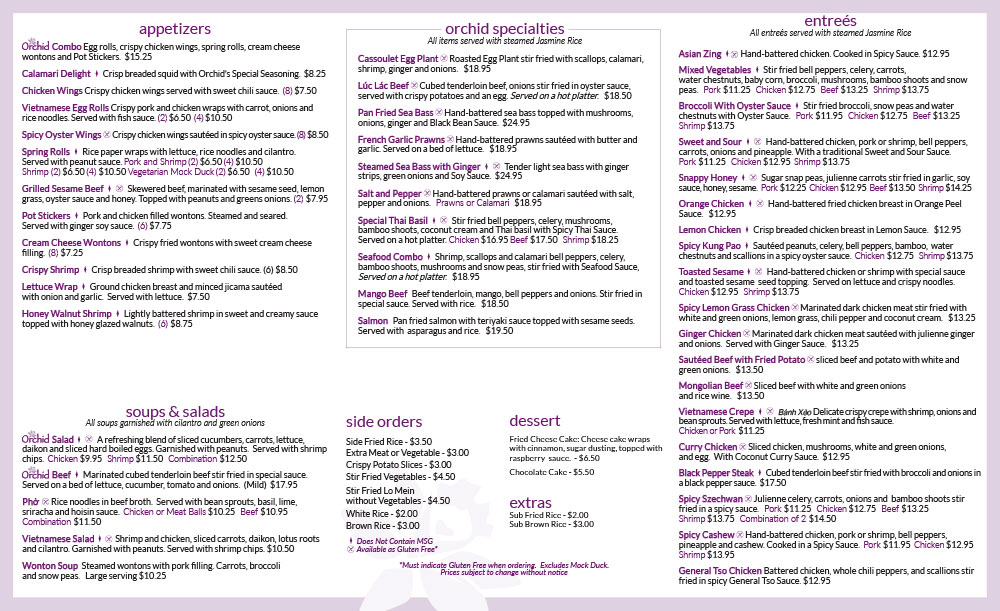 appetizers
Orchid Combo Egg rolls, crispy chicken wings, spring rolls, cream cheese
wontons and Pot Stickers. $15.25
Calamari Delight Crisp breaded squid with Orchid's Special Seasoning. $8.25
Chicken Wings Crispy chicken wings served with sweet chili sauce. (8) $7.50
Vietnamese Egg Rolls Crispy pork and chicken wraps with carrot, onions and
rice noodles. Served with fish sauce. (2) $6.50 (4) $10.50
Spicy Oyster Wings Crispy chicken wings sautéed in spicy oyster sauce. (8) $8.50
Spring Rolls Rice paper wraps with lettuce, rice noodles and cilantro.
Served with peanut sauce. Pork and Shrimp (2) $6.50 (4) $10.50
Shrimp (2) $6.50 (4) $10.50 Vegetarian Mock Duck (2) $6.50 (4) $10.50
Grilled Sesame Beef Skewered beef, marinated with sesame seed, lemon
grass, oyster sauce and honey. Topped with peanuts and greens onions. (2) $7.95
Pot Stickers Pork and chicken filled wontons. Steamed and seared.
Served with ginger soy sauce. (6) $7.75
Cream Cheese Wontons Crispy fried wontons with sweet cream cheese
filling. (8) $7.25
Crispy Shrimp Crisp breaded shrimp with sweet chili sauce. (6) $8.50
Lettuce Wrap Ground chicken breast and minced jicama sautéed
with onion and garlic. Served with lettuce. $7.50
Honey Walnut Shrimp Lightly battered shrimp in sweet and creamy sauce
topped with honey glazed walnuts. (6) $8.75
soups & salads
All soups garnished with cilantro and green onions
Orchid Salad A refreshing blend of sliced cucumbers, carrots, lettuce,
daikon and sliced hard boiled eggs. Garnished with peanuts. Served with shrimp
chips. Chicken $9.95 Shrimp $11.50 Combination $12.50
Orchid Beef Marinated cubed tenderloin beef stir fried in special sauce.
Served on a bed of lettuce, cucumber, tomato and onions. (Mild) $17.95
Phở Rice noodles in beef broth. Served with bean sprouts, basil, lime,
sriracha and hoisin sauce. Chicken or Meat Balls $10.25 Beef $10.95
Combination $11.50
Vietnamese Salad Shrimp and chicken, sliced carrots, daikon, lotus roots
and cilantro. Garnished with peanuts. Served with shrimp chips. $10.50
Wonton Soup Steamed wontons with pork filling. Carrots, broccoli
and snow peas. Large serving $10.25
orchid specialties
All items served with steamed Jasmine Rice
Cassoulet Egg Plant Roasted Egg Plant stir fried with scallops, calamari,
shrimp, ginger and onions. $18.95
Lúc Lác Beef Cubed tenderloin beef, onions stir fried in oyster sauce,
served with crispy potatoes and an egg. Served on a hot platter. $18.50
Pan Fried Sea Bass Hand-battered sea bass topped with mushrooms,
onions, ginger and Black Bean Sauce. $24.95
French Garlic Prawns Hand-battered prawns sautéed with butter and
garlic. Served on a bed of lettuce. $18.95
Steamed Sea Bass with Ginger Tender light sea bass with ginger
strips, green onions and Soy Sauce. $24.95
Salt and Pepper Hand-battered prawns or calamari sautéed with salt,
pepper and onions. Prawns or Calamari $18.95
Special Thai Basil Stir fried bell peppers, celery, mushrooms,
bamboo shoots, coconut cream and Thai basil with Spicy Thai Sauce.
Served on a hot platter. Chicken $16.95 Beef $17.50 Shrimp $18.25
Seafood Combo Shrimp, scallops and calamari bell peppers, celery,
bamboo shoots, mushrooms and snow peas, stir fried with Seafood Sauce,
Served on a hot platter. $18.95
Mango Beef Beef tenderloin, mango, bell peppers and onions. Stir fried in
special sauce. Served with rice. $18.50
Salmon Pan fried salmon with teriyaki sauce topped with sesame seeds.
Served with asparagus and rice. $19.50
side orders
Side Fried Rice - $3.50
Extra Meat or Vegetable - $3.00
Crispy Potato Slices - $3.00
Stir Fried Vegetables - $4.50
Stir Fried Lo Mein
without Vegetables - $4.50
White Rice - $2.00
Brown Rice - $3.00
Does Not Contain MSG
Available as Gluten Free*
dessert
Fried Cheese Cake: Cheese cake wraps
with cinnamon, sugar dusting, topped with
raspberry sauce. - $6.50
Chocolate Cake - $5.50
extras
Sub Fried Rice - $2.00
Sub Brown Rice - $3.00
*Must indicate Gluten Free when ordering. Excludes Mock Duck.
Prices subject to change without notice
entreés
All entreés served with steamed Jasmine Rice
Asian Zing Hand-battered chicken. Cooked in Spicy Sauce. $12.95
Mixed Vegetables Stir fried bell peppers, celery, carrots,
water chestnuts, baby corn, broccoli, mushrooms, bamboo shoots and snow
peas. Pork $11.25 Chicken $12.75 Beef $13.25 Shrimp $13.75
Broccoli With Oyster Sauce Stir fried broccoli, snow peas and water
chestnuts with Oyster Sauce. Pork $11.95 Chicken $12.75 Beef $13.25
Shrimp $13.75
Sweet and Sour Hand-battered chicken, pork or shrimp, bell peppers,
carrots, onions and pineapple. With a traditional Sweet and Sour Sauce.
Pork $11.25 Chicken $12.95 Shrimp $13.75
Snappy Honey Sugar snap peas, julienne carrots stir fried in garlic, soy
sauce, honey, sesame. Pork $12.25 Chicken $12.95 Beef $13.50 Shrimp $14.25
Orange Chicken Hand-battered fried chicken breast in Orange Peel
Sauce. $12.95
Lemon Chicken Crisp breaded chicken breast in Lemon Sauce. $12.95
Spicy Kung Pao Sautéed peanuts, celery, bell peppers, bamboo, water
chestnuts and scallions in a spicy oyster sauce. Chicken $12.75 Shrimp $13.75
Toasted Sesame Hand-battered chicken or shrimp with special sauce
and toasted sesame seed topping. Served on lettuce and crispy noodles.
Chicken $12.95 Shrimp $13.75
Spicy Lemon Grass Chicken Marinated dark chicken meat stir fried with
white and green onions, lemon grass, chili pepper and coconut cream. $13.25
Ginger Chicken Marinated dark chicken meat sautéed with julienne ginger
and onions. Served with Ginger Sauce. $13.25
Sautéed Beef with Fried Potato sliced beef and potato with white and
green onions. $13.50
Mongolian Beef Sliced beef with white and green onions
and rice wine. $13.50
Vietnamese Crepe Bánh Xèo Delicate crispy crepe with shrimp, onions and
bean sprouts. Served with lettuce, fresh mint and fish sauce.
Chicken or Pork $11.25
Curry Chicken Sliced chicken, mushrooms, white and green onions,
and egg. With Coconut Curry Sauce. $12.95
Black Pepper Steak Cubed tenderloin beef stir fried with broccoli and onions in
a black pepper sauce. $17.50
Spicy Szechwan Julienne celery, carrots, onions and bamboo shoots stir
fried in a spicy sauce. Pork $11.25 Chicken $12.75 Beef $13.25
Shrimp $13.75 Combination of 2 $14.50
Spicy Cashew Hand-battered chicken, pork or shrimp, bell peppers,
pineapple and cashew. Cooked in a Spicy Sauce. Pork $11.95 Chicken $12.95
Shrimp $13.75
General Tso Chicken Battered chicken, whole chili peppers, and scallions stir
fried in spicy General Tso Sauce. $12.95